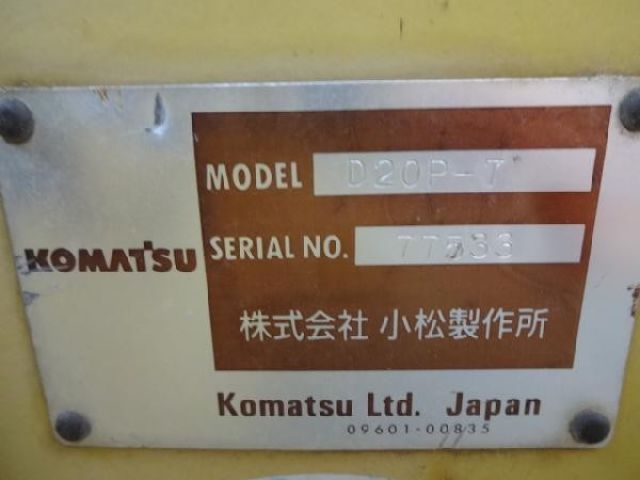 MODEL D20P-7
KOMATSU
SERIAL NO. 77533
株式会社 小松製作所
Komatsu Ltd. Japan
09601-00835